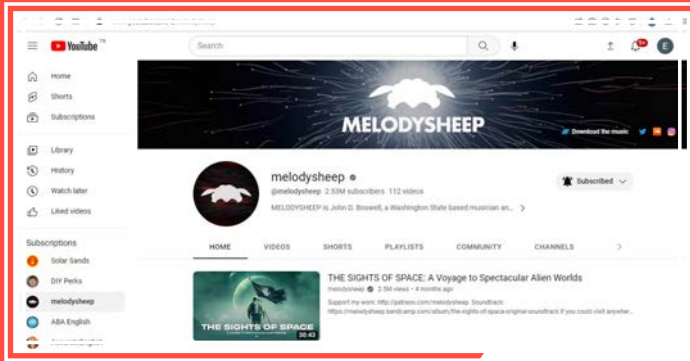 YouTube
Search
9+
E
Home
Shorts
Subscriptions
Library
History
Watch later
Liked videos
Subscriptions
Solar Sands
DIY Perks
melodysheep
ABA English
MELODYSHEEP
Download the music
melodysheep
@melodysheep 2.53M subscribers 112 videos
MELODYSHEEP is John D. Boswell, a Washington State based musician an...
Subscribed
HOME VIDEOS SHORTS PLAYLISTS COMMUNITY CHANNELS
THE SIGHTS OF SPACE
30:43
THE SIGHTS OF SPACE: A Voyage to Spectacular Alien Worlds
melodysheep 2.5M views • 4 months ago
Support my work: http://patreon.com/melodysheep Soundtrack:
https://melodysheep.bandcamp.com/album/the-sights-of-space-original-soundtrack If you could visit anywher...